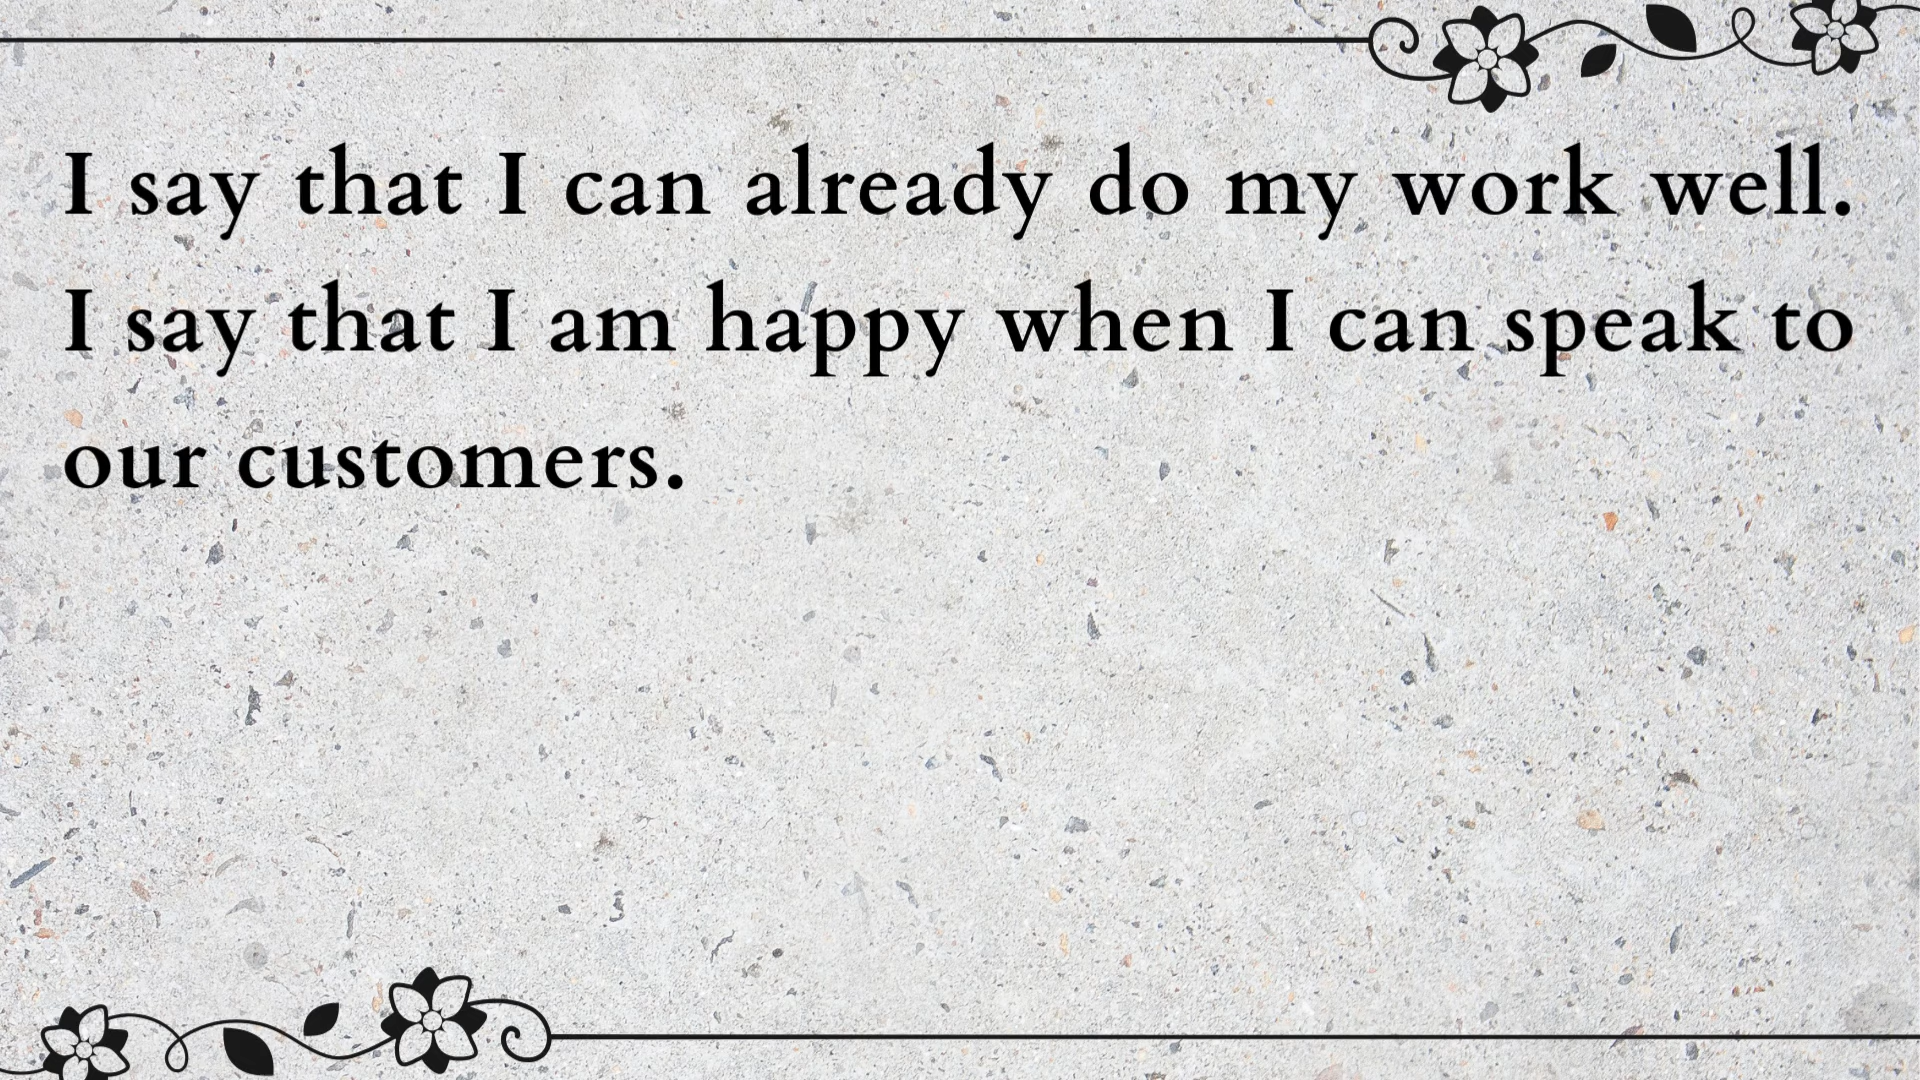 I say that I can already do my work well.
I say that I am happy when I can speak to
our customers.